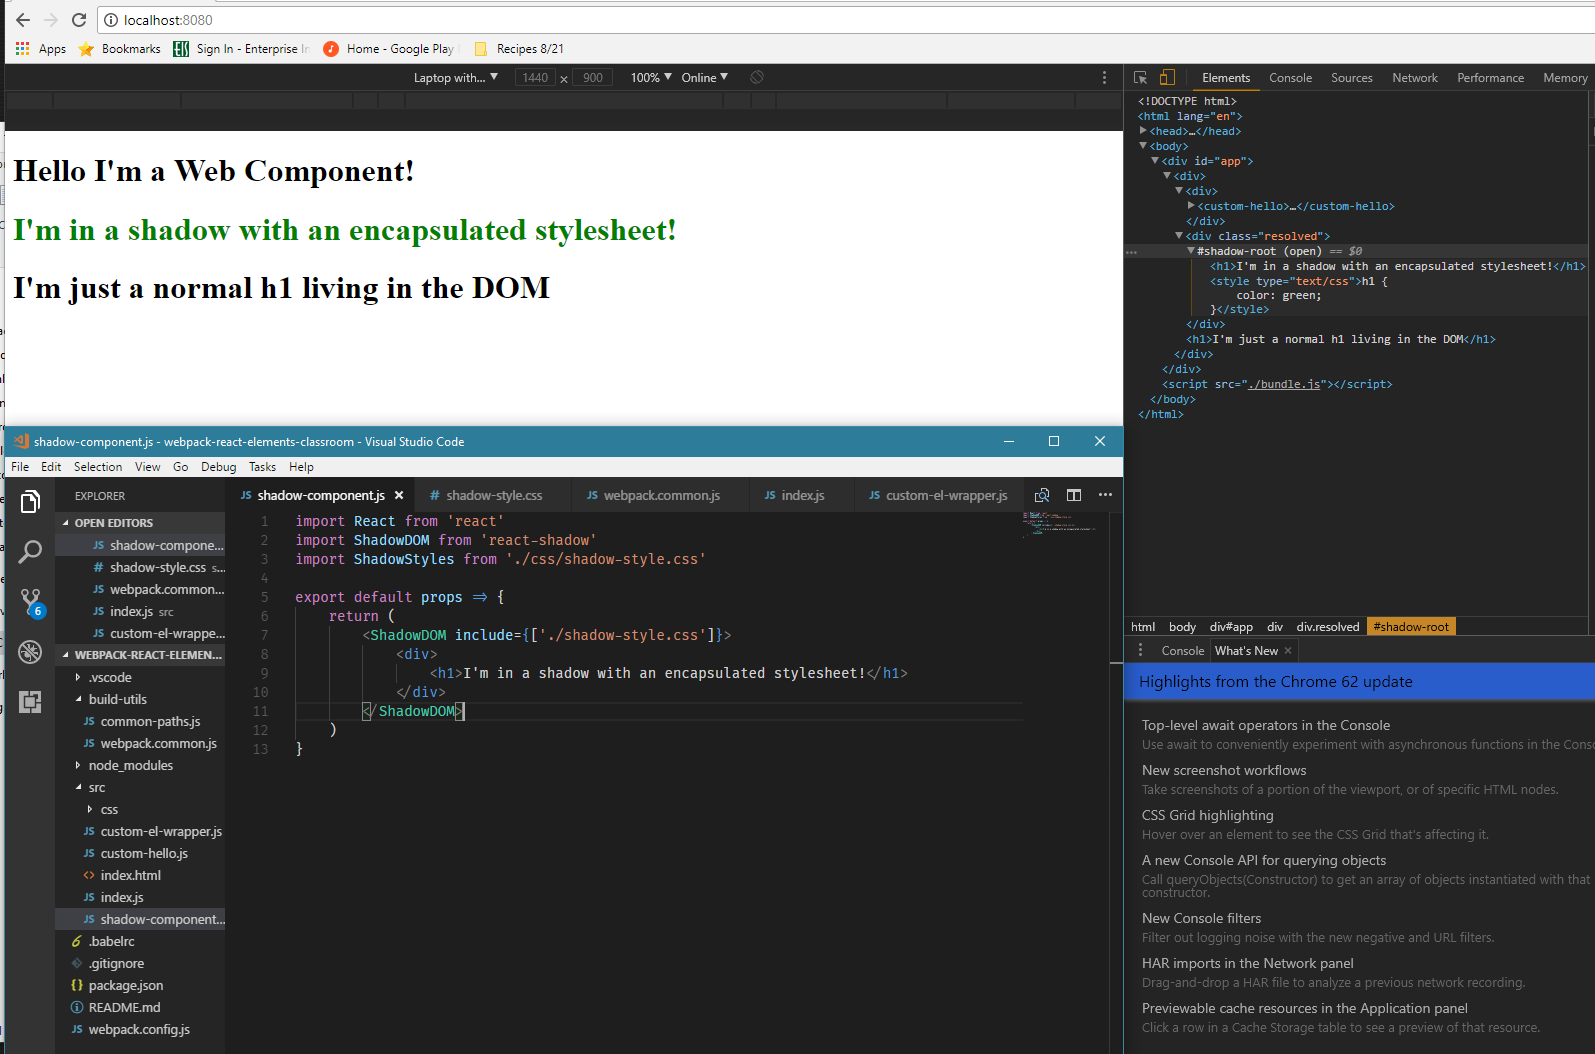 localhost:8080
Apps Bookmarks Sign In - Enterprise In Home - Google Play Recipes 8/21
Laptop with... ▼ 1440 x 900 100% ▼ Online ▼
Hello I'm a Web Component!
I'm in a shadow with an encapsulated stylesheet!
I'm just a normal h1 living in the DOM
Elements Console Sources Network Performance Memory
<!DOCTYPE html>
<html lang="en">
<head>…</head>
<body>
<div id="app">
<div>
<div>
<custom-hello>…</custom-hello>
</div>
<div class="resolved">
#shadow-root (open) == $0
<h1>I'm in a shadow with an encapsulated stylesheet!</h1>
<style type="text/css">h1 {
color: green;
}</style>
</div>
<h1>I'm just a normal h1 living in the DOM</h1>
</div>
</div>
<script src="./bundle.js"></script>
</body>
</html>
html body div#app div div.resolved #shadow-root
Console What's New ×
Highlights from the Chrome 62 update
Top-level await operators in the Console
Use await to conveniently experiment with asynchronous functions in the Cons
New screenshot workflows
Take screenshots of a portion of the viewport, or of specific HTML nodes.
CSS Grid highlighting
Hover over an element to see the CSS Grid that's affecting it.
A new Console API for querying objects
Call queryObjects(Constructor) to get an array of objects instantiated with that
constructor.
New Console filters
Filter out logging noise with the new negative and URL filters.
HAR imports in the Network panel
Drag-and-drop a HAR file to analyze a previous network recording.
Previewable cache resources in the Application panel
Click a row in a Cache Storage table to see a preview of that resource.
shadow-component.js - webpack-react-elements-classroom - Visual Studio Code
File Edit Selection View Go Debug Tasks Help
EXPLORER
OPEN EDITORS
JS shadow-compone...
# shadow-style.css s...
JS webpack.common...
JS index.js src
JS custom-el-wrappe...
6
WEBPACK-REACT-ELEMEN...
.vscode
build-utils
JS common-paths.js
JS webpack.common.js
node_modules
src
css
JS custom-el-wrapper.js
JS custom-hello.js
<> index.html
JS index.js
JS shadow-component...
.babelrc
.gitignore
{} package.json
README.md
JS webpack.config.js
JS shadow-component.js × # shadow-style.css JS webpack.common.js JS index.js JS custom-el-wrapper.js
1 import React from 'react'
2 import ShadowDOM from 'react-shadow'
3 import ShadowStyles from './css/shadow-style.css'
4
5 export default props => {
6 return (
7 <ShadowDOM include={['./shadow-style.css']}>
8 <div>
9 <h1>I'm in a shadow with an encapsulated stylesheet!</h1>
10 </div>
11 </ShadowDOM>
12 )
13 }